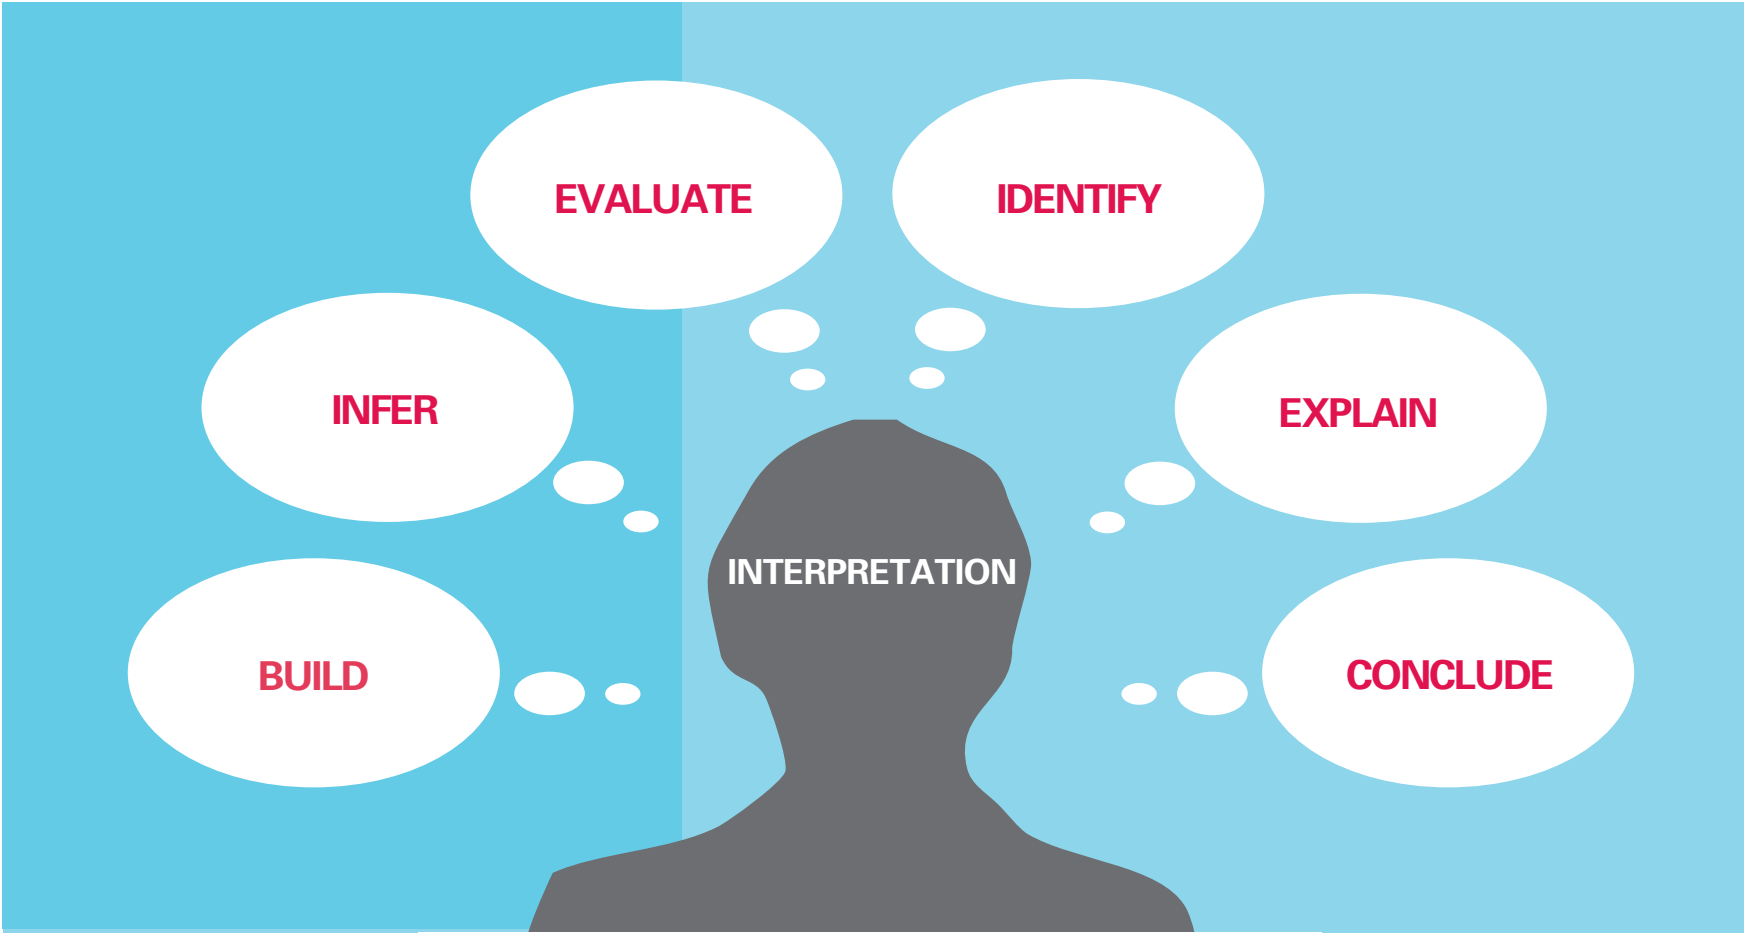 EVALUATE
IDENTIFY
INFER
EXPLAIN
INTERPRETATION
BUILD
CONCLUDE